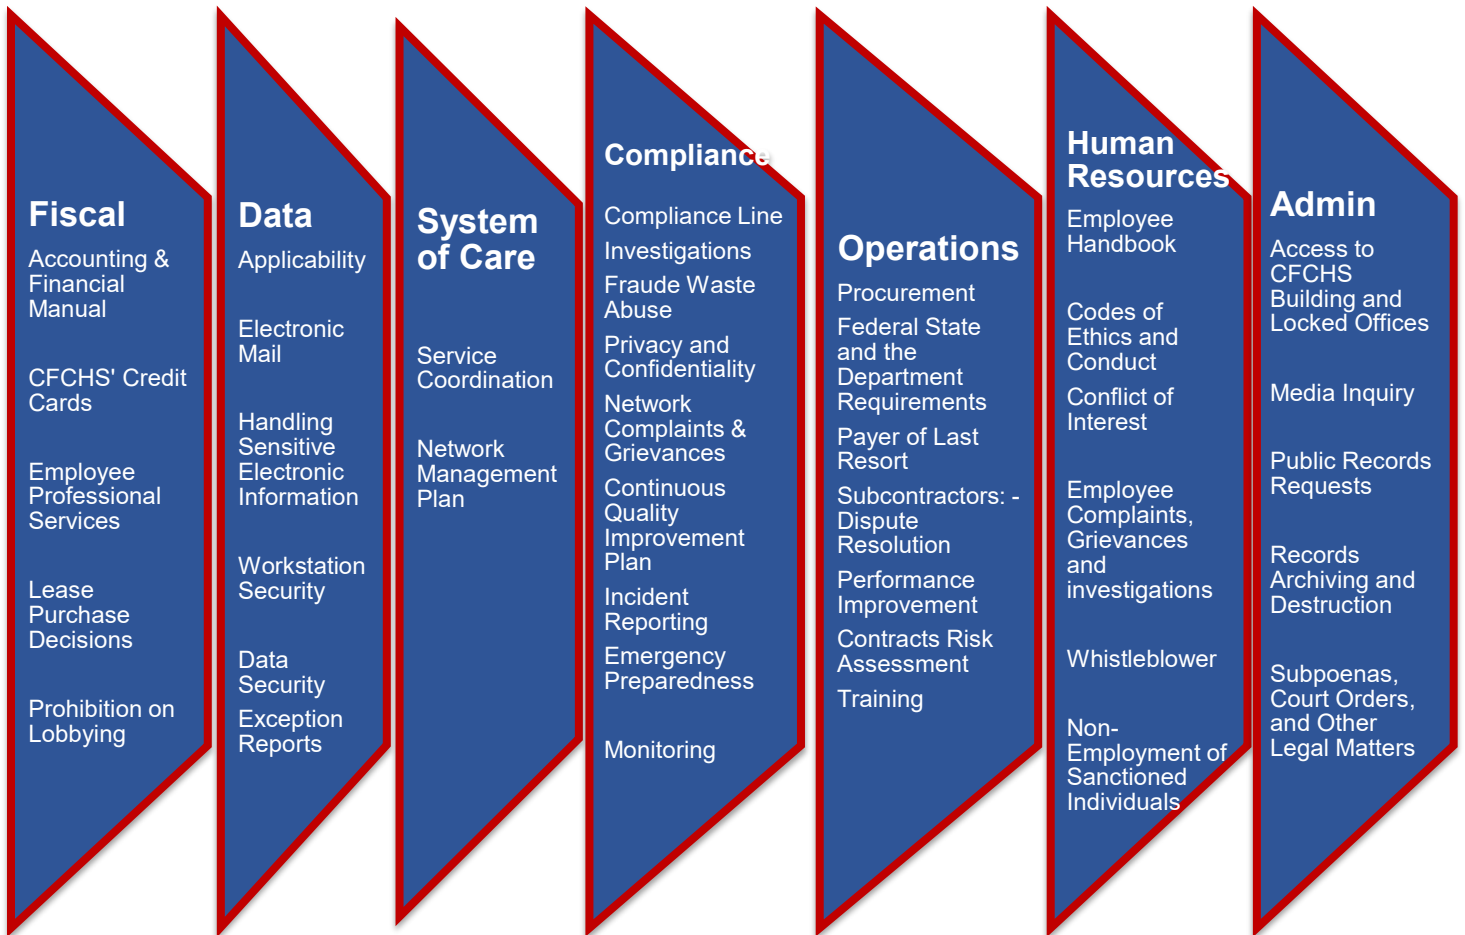 Fiscal
Accounting &
Financial
Manual
CFCHS' Credit
Cards
Employee
Professional
Services
Lease
Purchase
Decisions
Prohibition on
Lobbying
Data
Applicability
Electronic
Mail
Handling
Sensitive
Electronic
Information
Workstation
Security
Data
Security
Exception
Reports
System
of Care
Service
Coordination
Network
Management
Plan
Compliance
Compliance Line
Investigations
Fraude Waste
Abuse
Privacy and
Confidentiality
Network
Complaints &
Grievances
Continuous
Quality
Improvement
Plan
Incident
Reporting
Emergency
Preparedness
Monitoring
Operations
Procurement
Federal State
and the
Department
Requirements
Payer of Last
Resort
Subcontractors: -
Dispute
Resolution
Performance
Improvement
Contracts Risk
Assessment
Training
Human
Resources
Employee
Handbook
Codes of
Ethics and
Conduct
Conflict of
Interest
Employee
Complaints,
Grievances
and
investigations
Whistleblower
Non-
Employment of
Sanctioned
Individuals
Admin
Access to
CFCHS
Building and
Locked Offices
Media Inquiry
Public Records
Requests
Records
Archiving and
Destruction
Subpoenas,
Court Orders,
and Other
Legal Matters